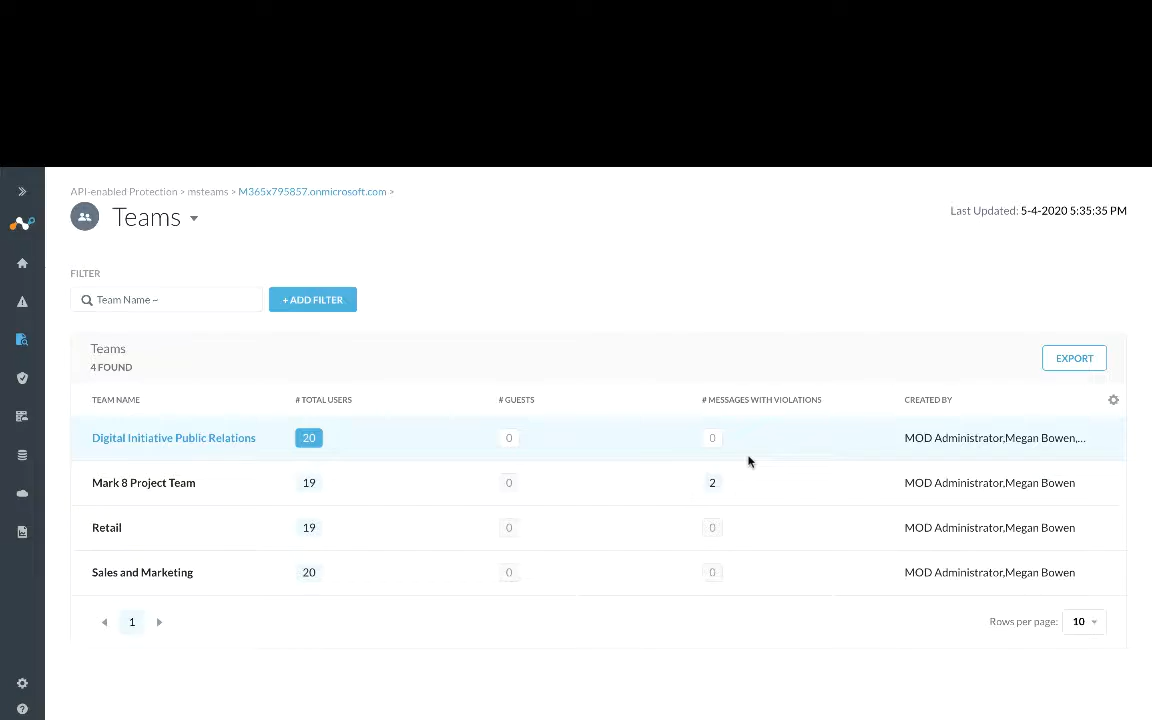 API-enabled Protection > msteams > M365x795857.onmicrosoft.com >
Teams
Last Updated: 5-4-2020 5:35:35 PM
FILTER
Team Name ~
+ ADD FILTER
Teams
4 FOUND
EXPORT
TEAM NAME # TOTAL USERS # GUESTS # MESSAGES WITH VIOLATIONS CREATED BY
Digital Initiative Public Relations 20 0 0 MOD Administrator,Megan Bowen,...
Mark 8 Project Team 19 0 2 MOD Administrator,Megan Bowen
Retail 19 0 0 MOD Administrator,Megan Bowen
Sales and Marketing 20 0 0 MOD Administrator,Megan Bowen
1
Rows per page: 10